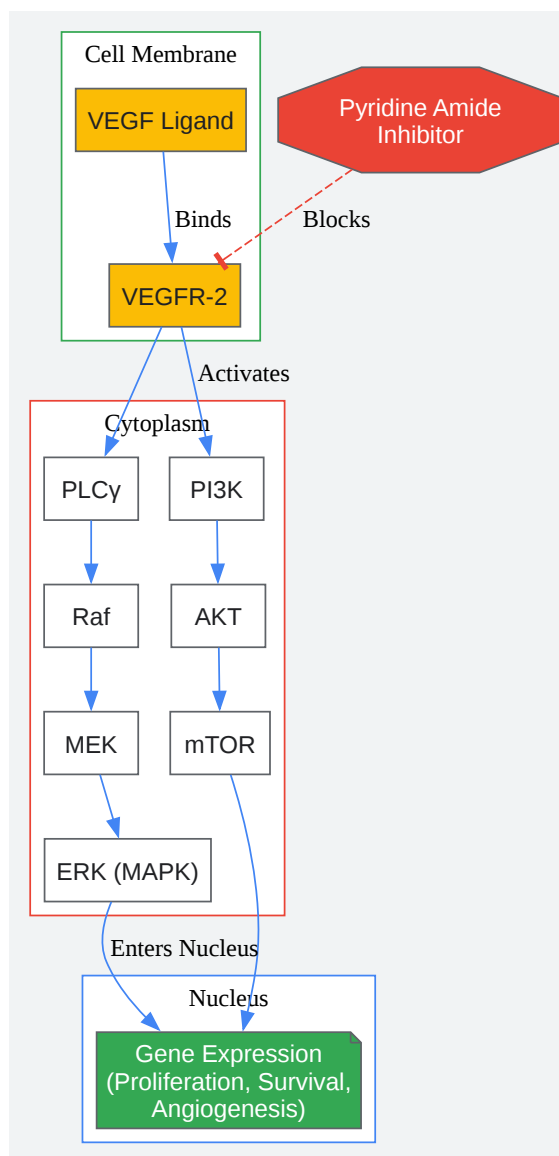 Cell Membrane
VEGF Ligand
Pyridine Amide
Inhibitor
Binds
Blocks
VEGFR-2
Activates
Cytoplasm
PLCγ
PI3K
Raf
AKT
MEK
mTOR
ERK (MAPK)
Enters Nucleus
Nucleus
Gene Expression
(Proliferation, Survival,
Angiogenesis)